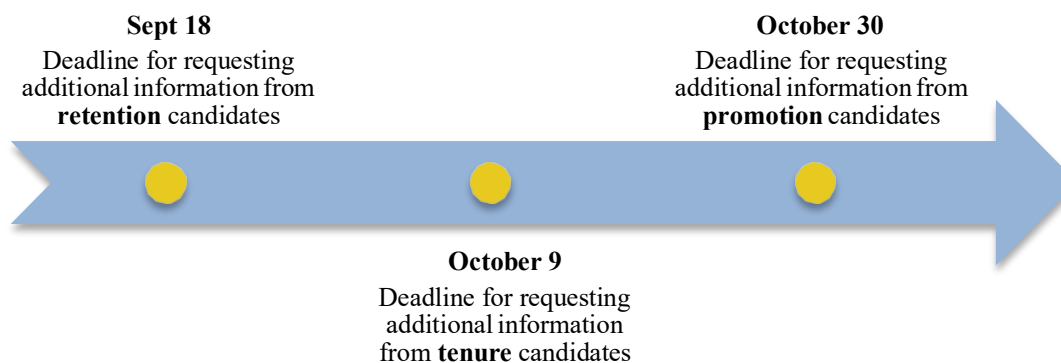 Sept 18
Deadline for requesting
additional information from
retention candidates
October 9
Deadline for requesting
additional information
from tenure candidates
October 30
Deadline for requesting
additional information from
promotion candidates